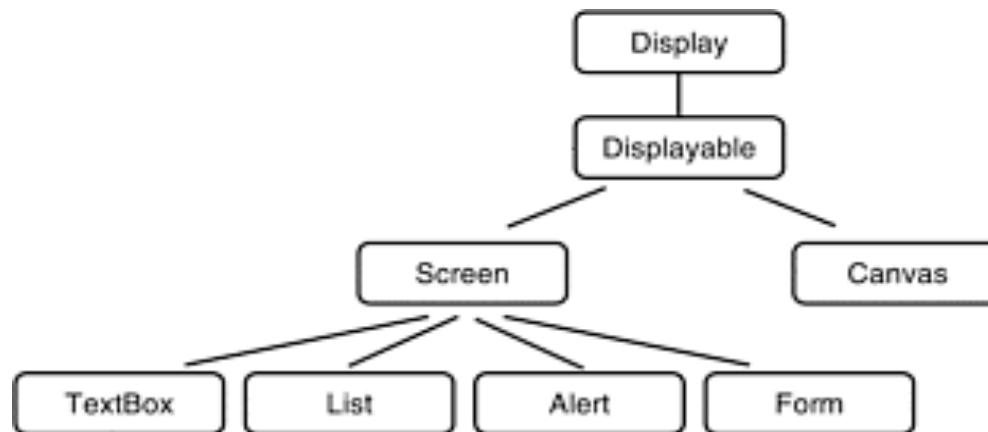 Display
Displayable
Screen
Canvas
TextBox
List
Alert
Form